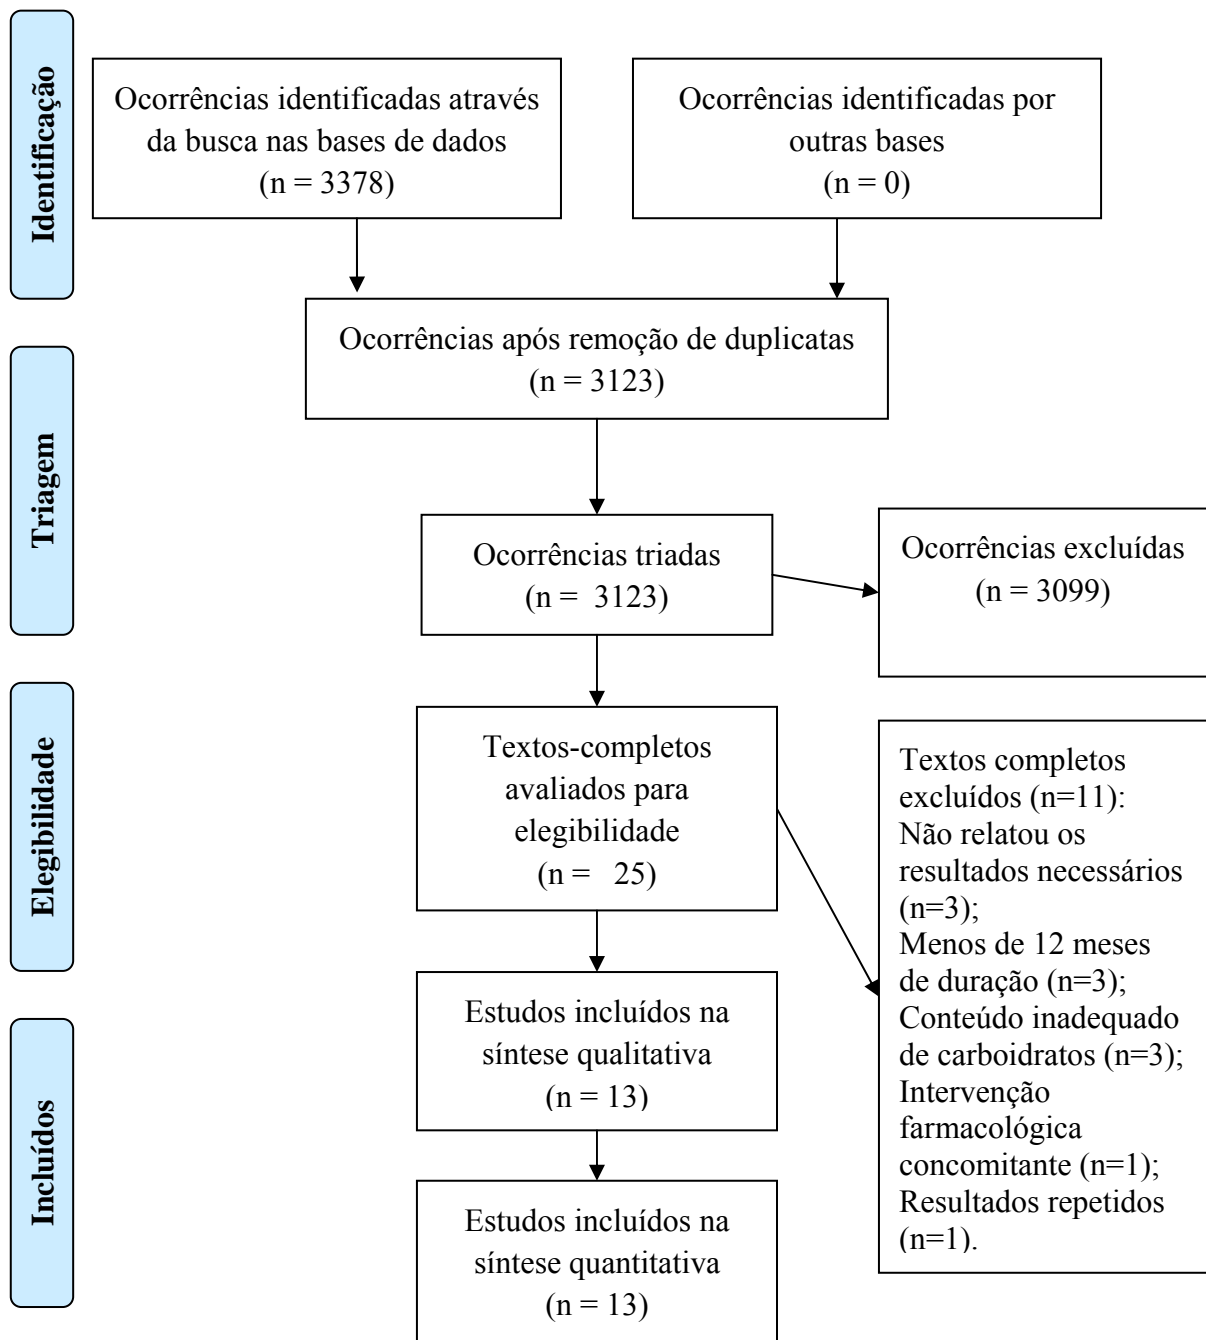 Identificação
Ocorrências identificadas através
da busca nas bases de dados
(n = 3378)
Ocorrências identificadas por
outras bases
(n = 0)
Ocorrências após remoção de duplicatas
(n = 3123)
Triagem
Ocorrências triadas
(n =  3123)
Ocorrências excluídas
(n = 3099)
Elegibilidade
Textos-completos
avaliados para
elegibilidade
(n =   25)
Textos completos
excluídos (n=11):
Não relatou os
resultados necessários
(n=3);
Menos de 12 meses
de duração (n=3);
Conteúdo inadequado
de carboidratos (n=3);
Intervenção
farmacológica
concomitante (n=1);
Resultados repetidos
(n=1).
Incluídos
Estudos incluídos na
síntese qualitativa
(n = 13)
Estudos incluídos na
síntese quantitativa
(n = 13)